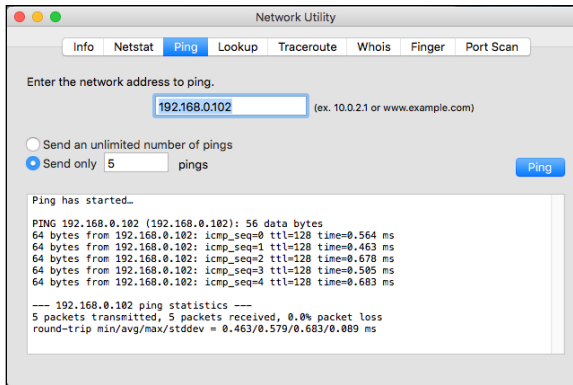 Network Utility
Info Netstat Ping Lookup Traceroute Whois Finger Port Scan
Enter the network address to ping.
192.168.0.102 (ex. 10.0.2.1 or www.example.com)
Send an unlimited number of pings
Send only 5 pings
Ping
Ping has started…
PING 192.168.0.102 (192.168.0.102): 56 data bytes
64 bytes from 192.168.0.102: icmp_seq=0 ttl=128 time=0.564 ms
64 bytes from 192.168.0.102: icmp_seq=1 ttl=128 time=0.463 ms
64 bytes from 192.168.0.102: icmp_seq=2 ttl=128 time=0.678 ms
64 bytes from 192.168.0.102: icmp_seq=3 ttl=128 time=0.505 ms
64 bytes from 192.168.0.102: icmp_seq=4 ttl=128 time=0.683 ms
--- 192.168.0.102 ping statistics ---
5 packets transmitted, 5 packets received, 0.0% packet loss
round-trip min/avg/max/stddev = 0.463/0.579/0.683/0.089 ms